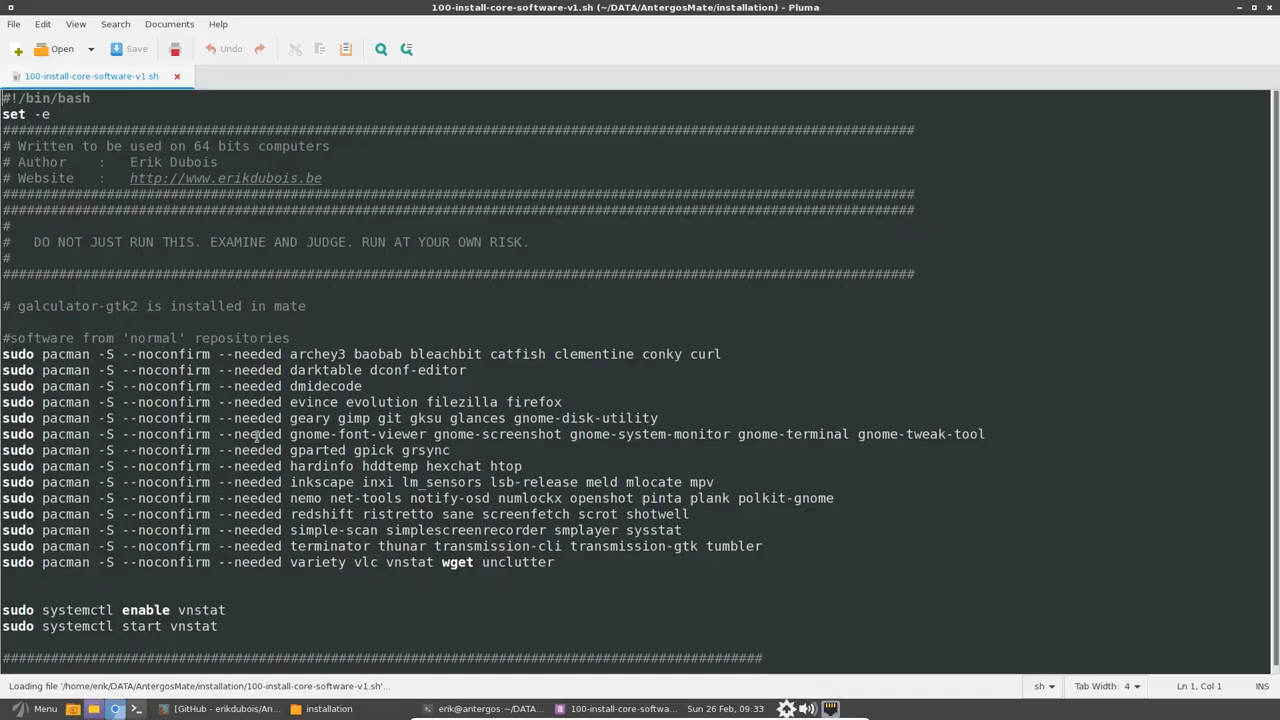 100-install-core-software-v1.sh (~/DATA/AntergosMate/installation) - Pluma
File Edit View Search Documents Help
Open Save Undo
100-install-core-software-v1.sh
#!/bin/bash
set -e
##################################################################################################################
# Written to be used on 64 bits computers
# Author   :   Erik Dubois
# Website   :   http://www.erikdubois.be
##################################################################################################################
##################################################################################################################
#
#   DO NOT JUST RUN THIS. EXAMINE AND JUDGE. RUN AT YOUR OWN RISK.
#
##################################################################################################################
# galculator-gtk2 is installed in mate
#software from 'normal' repositories
sudo pacman -S --noconfirm --needed archey3 baobab bleachbit catfish clementine conky curl
sudo pacman -S --noconfirm --needed darktable dconf-editor
sudo pacman -S --noconfirm --needed dmidecode
sudo pacman -S --noconfirm --needed evince evolution filezilla firefox
sudo pacman -S --noconfirm --needed geary gimp git gksu glances gnome-disk-utility
sudo pacman -S --noconfirm --needed gnome-font-viewer gnome-screenshot gnome-system-monitor gnome-terminal gnome-tweak-tool
sudo pacman -S --noconfirm --needed gparted gpick grsync
sudo pacman -S --noconfirm --needed hardinfo hddtemp hexchat htop
sudo pacman -S --noconfirm --needed inkscape inxi lm_sensors lsb-release meld mlocate mpv
sudo pacman -S --noconfirm --needed nemo net-tools notify-osd numlockx openshot pinta plank polkit-gnome
sudo pacman -S --noconfirm --needed redshift ristretto sane screenfetch scrot shotwell
sudo pacman -S --noconfirm --needed simple-scan simplescreenrecorder smplayer sysstat
sudo pacman -S --noconfirm --needed terminator thunar transmission-cli transmission-gtk tumbler
sudo pacman -S --noconfirm --needed variety vlc vnstat wget unclutter
sudo systemctl enable vnstat
sudo systemctl start vnstat
###############################################################################################
Loading file '/home/erik/DATA/AntergosMate/installation/100-install-core-software-v1.sh'... sh Tab Width: 4 Ln 1, Col 1 INS
Menu [GitHub - erikdubois/An... installation erik@antergos:~/DATA... 100-install-core-softwa... Sun 26 Feb, 09:33